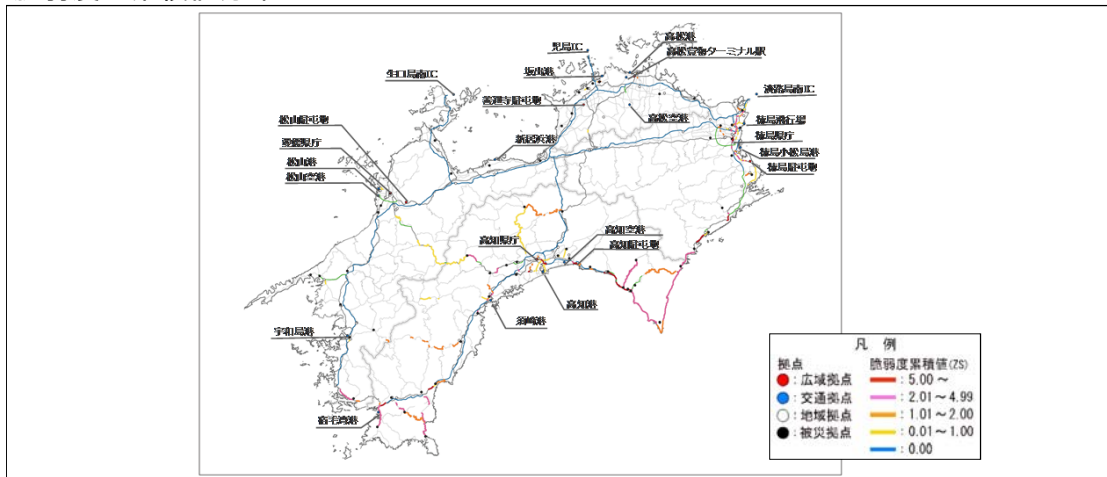 高松港
高松貨物ターミナル駅
児島IC
坂出港
生口島南IC
善通寺駐屯地
淡路島南IC
松山駐屯地
愛媛県庁
松山港
松山空港
新居浜港
高松空港
徳島飛行場
徳島県庁
徳島小松島港
徳島駐屯地
高知県庁
高知空港
高知駐屯地
高知港
須崎港
宇和島港
宿毛湾港
凡 例
拠点 脆弱度累積値(ZS)
:広域拠点 :5.00~
:交通拠点 :2.01~4.99
:地域拠点 :1.01~2.00
:被災拠点 :0.01~1.00
:0.00